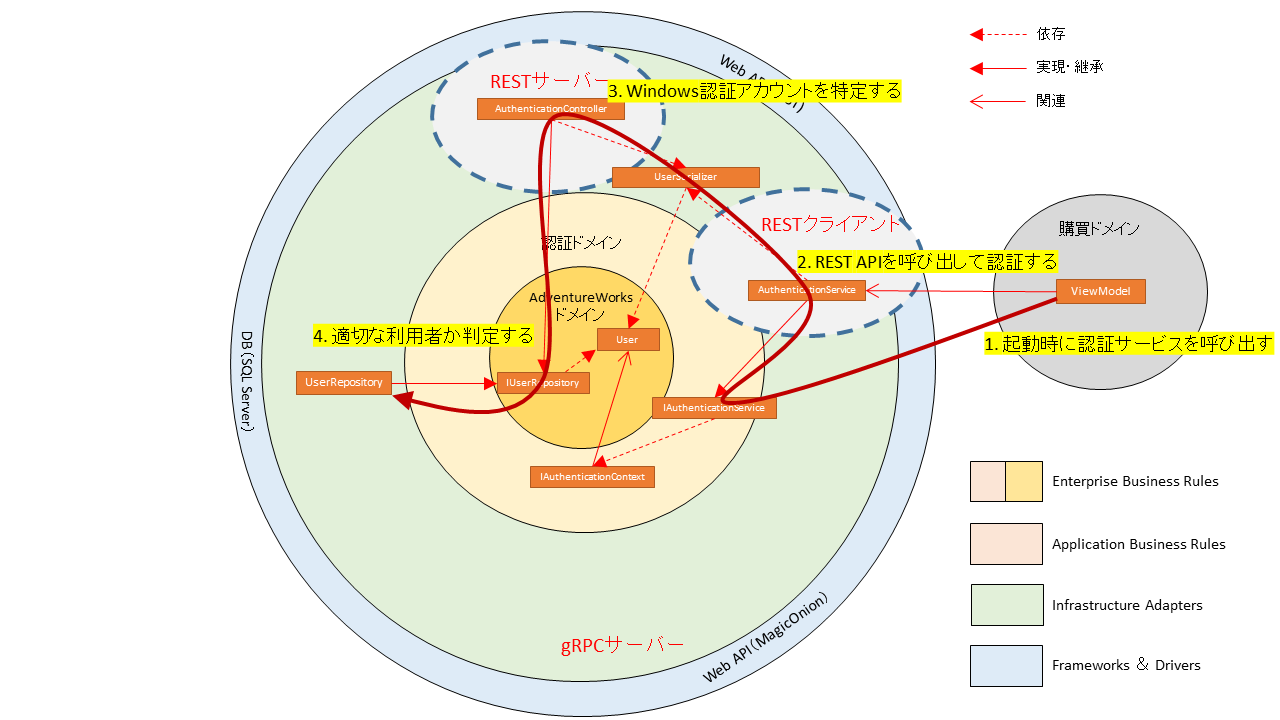 依存
実現・継承
関連
Web AP
RESTサーバー
3. Windows認証アカウントを特定する
AuthenticationController
UserSerializer
RESTクライアント
購買ドメイン
認証ドメイン
2. REST APIを呼び出して認証する
AuthenticationService
ViewModel
AdventureWorks
ドメイン
4. 適切な利用者か判定する
User
1. 起動時に認証サービスを呼び出す
DB（SQL Server）
UserRepository
IUserRepository
IAuthenticationService
IAuthenticationContext
Enterprise Business Rules
Application Business Rules
Infrastructure Adapters
gRPCサーバー
Web API（MagicOnion）
Frameworks ＆ Drivers